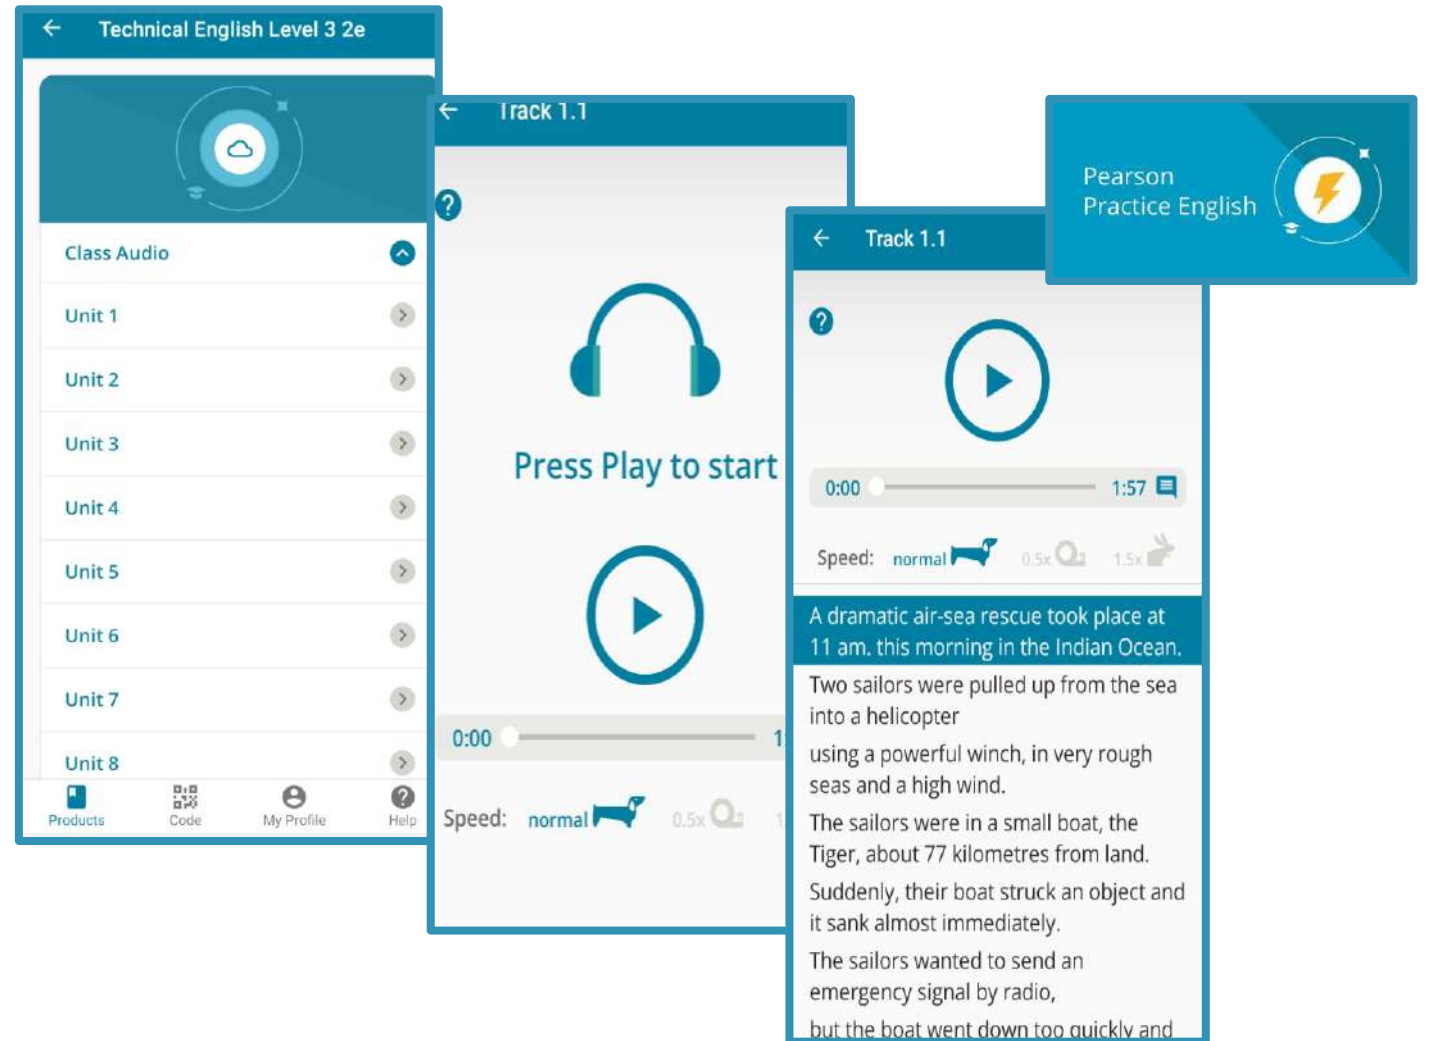 Technical English Level 3 2e
Class Audio
Unit 1
Unit 2
Unit 3
Unit 4
Unit 5
Unit 6
Unit 7
Unit 8
Products Code My Profile Help
Track 1.1
?
Press Play to start
0:00 1
Speed: normal 0.5x 1
Track 1.1
?
0:00 1:57
Speed: normal 0.5x 1.5x
A dramatic air-sea rescue took place at
11 am. this morning in the Indian Ocean.
Two sailors were pulled up from the sea
into a helicopter
using a powerful winch, in very rough
seas and a high wind.
The sailors were in a small boat, the
Tiger, about 77 kilometres from land.
Suddenly, their boat struck an object and
it sank almost immediately.
The sailors wanted to send an
emergency signal by radio,
but the boat went down too quickly and
Pearson
Practice English